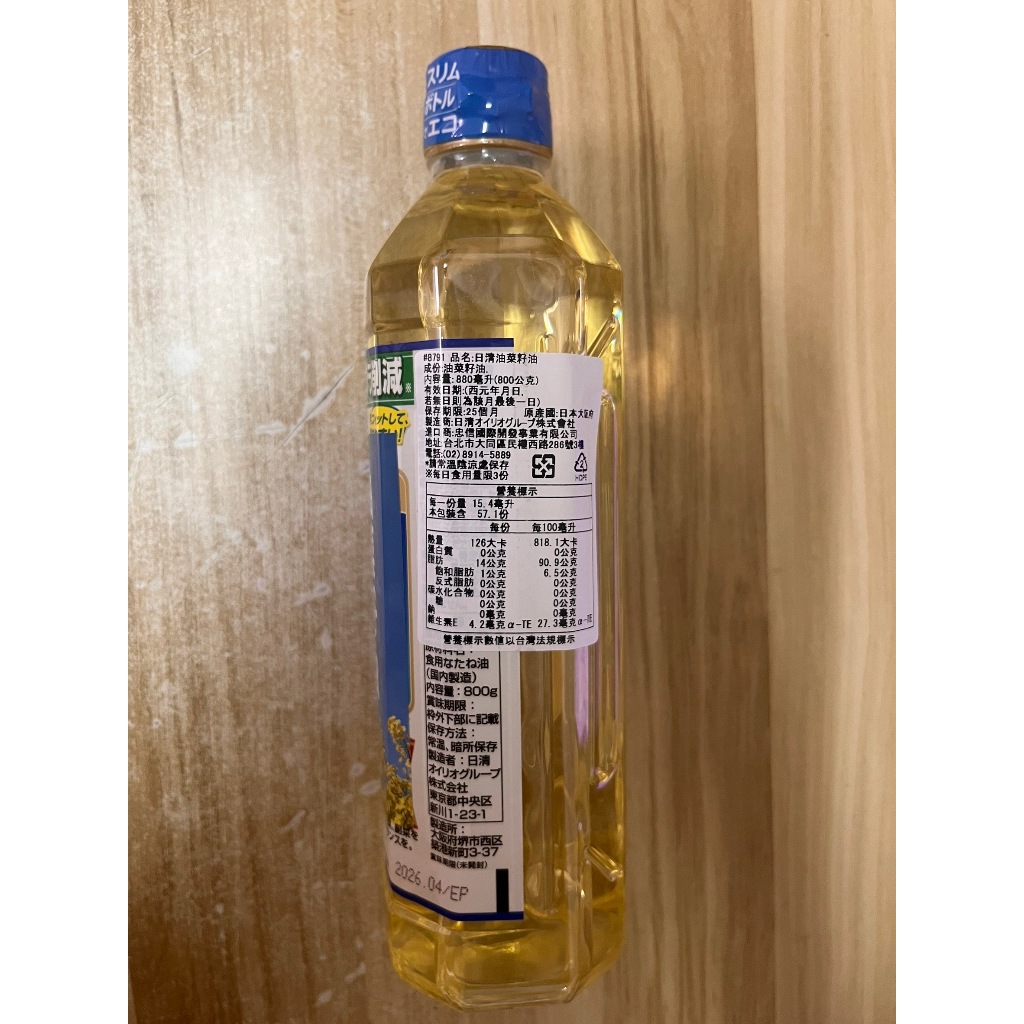 スリム
ボトル
エコ
削減※
#8791 品名:日清油菜籽油
成份:油菜籽油.
內容量:880毫升(800公克)
有效日期:(西元年月日,
若無日則為該月最後一日)
保存期限:25個月 原產國:日本大阪府
製造商:日清オイリオグループ株式會社
進口商:忠信國際開發事業有限公司
地址:台北市大同區民權西路286號3樓
電話:(02)8914-5889
*請常溫陰涼處保存
※每日食用量限3份
2
HDPE
營養標示
每一份量 15.4毫升
本包裝含 57.1份
每份 每100毫升
熱量 126大卡 818.1大卡
蛋白質 0公克 0公克
脂肪 14公克 90.9公克
飽和脂肪 1公克 6.5公克
反式脂肪 0公克 0公克
碳水化合物 0公克 0公克
糖 0公克 0公克
鈉 0毫克 0毫克
維生素E 4.2毫克α-TE 27.3毫克α-TE
營養標示數值以台灣法規標示
原材料名:
食用なたね油
(国内製造)
内容量:800g
賞味期限:
枠外下部に記載
保存方法:
常温、暗所保存
製造者:日清
オイリオグループ
株式会社
東京都中央区
新川1-23-1
製造所:
大阪府堺市西区
築港新町3-37
賞味期限(未開封)
2026.04/EP